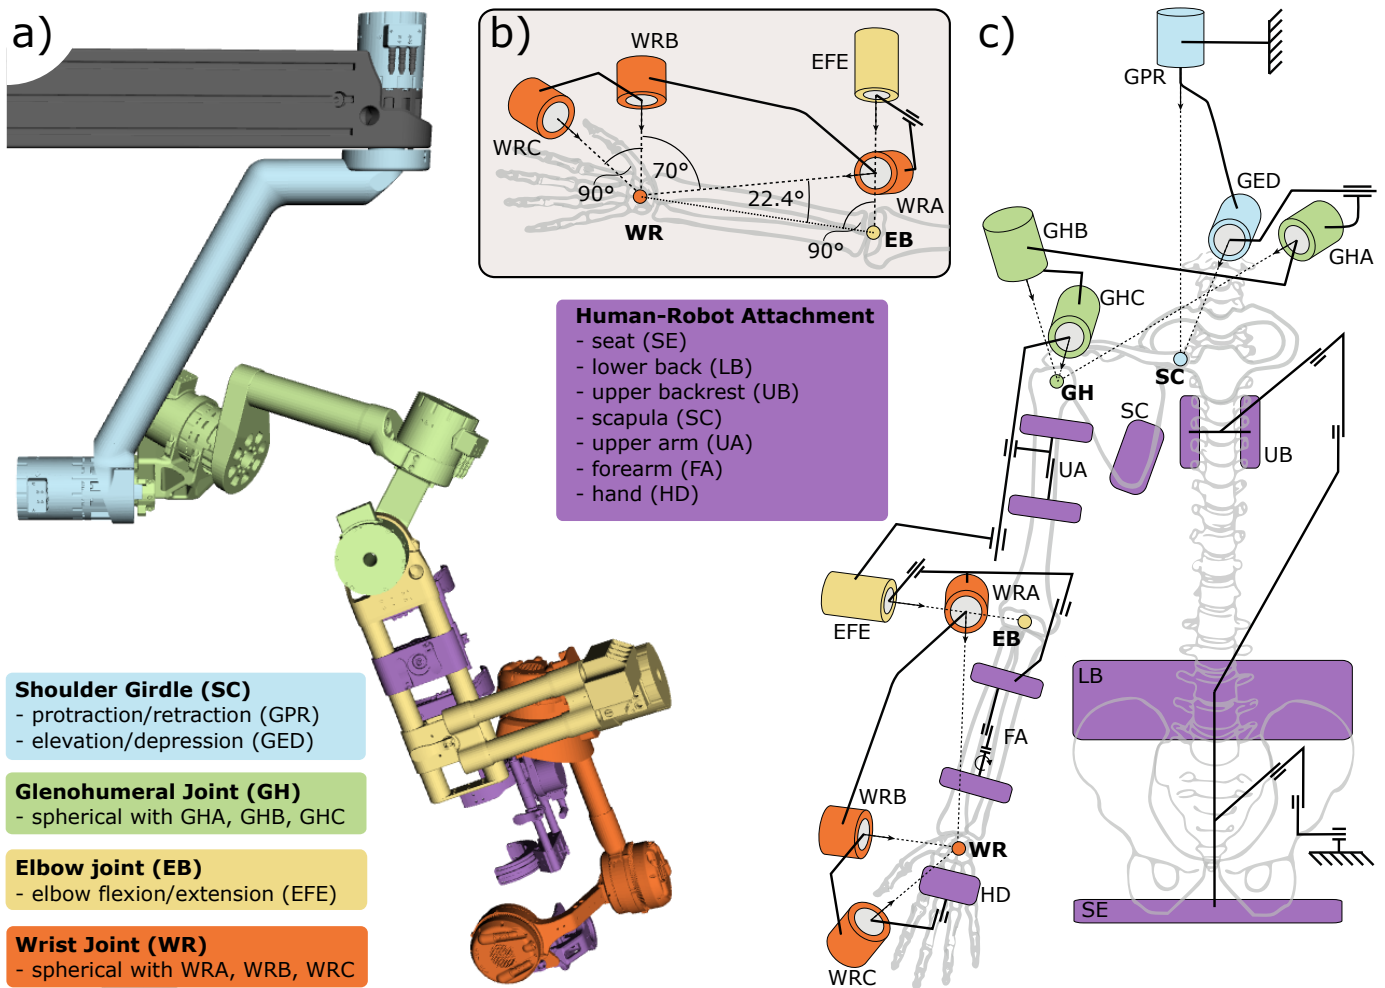 a)
Shoulder Girdle (SC)
- protraction/retraction (GPR)
- elevation/depression (GED)
Glenohumeral Joint (GH)
- spherical with GHA, GHB, GHC
Elbow joint (EB)
- elbow flexion/extension (EFE)
Wrist Joint (WR)
- spherical with WRA, WRB, WRC
b)
WRB
EFE
WRC
70°
90°
22.4°
WRA
WR
EB
90°
Human-Robot Attachment
- seat (SE)
- lower back (LB)
- upper backrest (UB)
- scapula (SC)
- upper arm (UA)
- forearm (FA)
- hand (HD)
c)
GPR
GED
GHB
GHA
GHC
SC
GH
SC
UB
UA
WRA
EFE
EB
LB
FA
WRB
WR
HD
SE
WRC